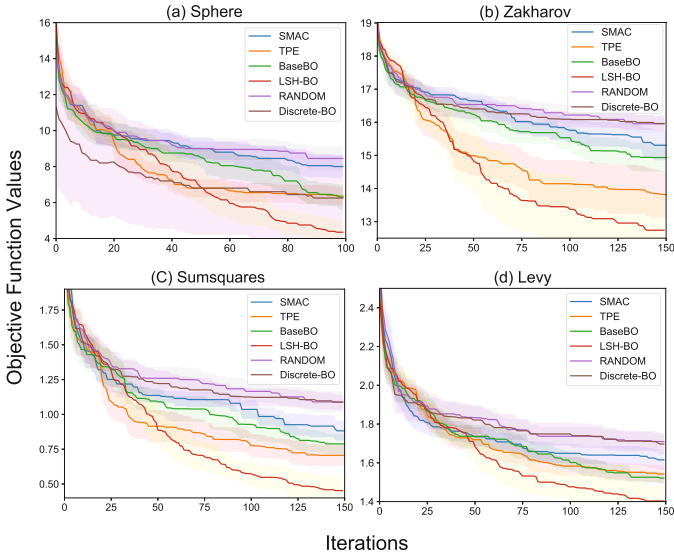 (a) Sphere
16
14
12
10
8
6
4
0
20
40
60
80
100
SMAC
TPE
BaseBO
LSH-BO
RANDOM
Discrete-BO
(b) Zakharov
19
18
17
16
15
14
13
0
25
50
75
100
125
150
SMAC
TPE
BaseBO
LSH-BO
RANDOM
Discrete-BO
Objective Function Values
(C) Sumsquares
1.75
1.50
1.25
1.00
0.75
0.50
0
25
50
75
100
125
150
SMAC
TPE
BaseBO
LSH-BO
RANDOM
Discrete-BO
(d) Levy
2.4
2.2
2.0
1.8
1.6
1.4
0
25
50
75
100
125
150
SMAC
TPE
BaseBO
LSH-BO
RANDOM
Discrete-BO
Iterations